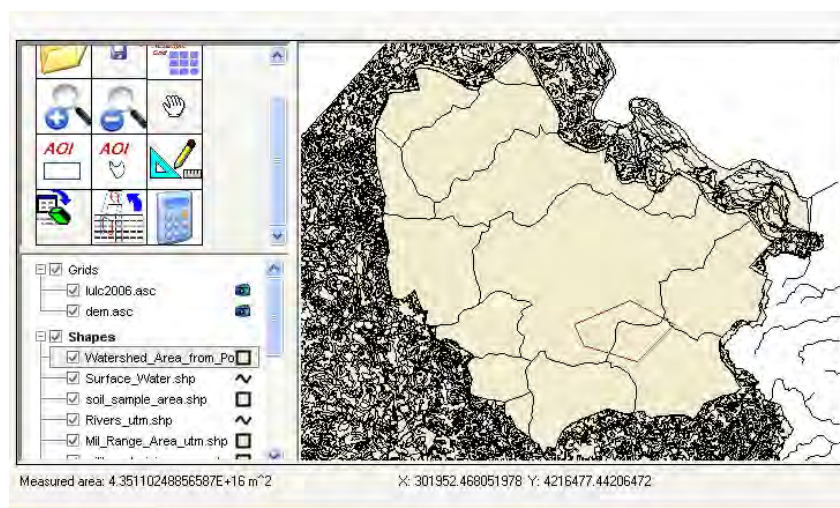 Grid
AOI
AOI
Grids
lulc2006.asc
dem.asc
Shapes
Watershed_Area_from_Po
Surface_Water.shp
soil_sample_area.shp
Rivers_utm.shp
Mil_Range_Area_utm.shp
Measured area: 4.35110248856587E+16 m^2
X: 301952.468051978 Y: 4216477.44206472